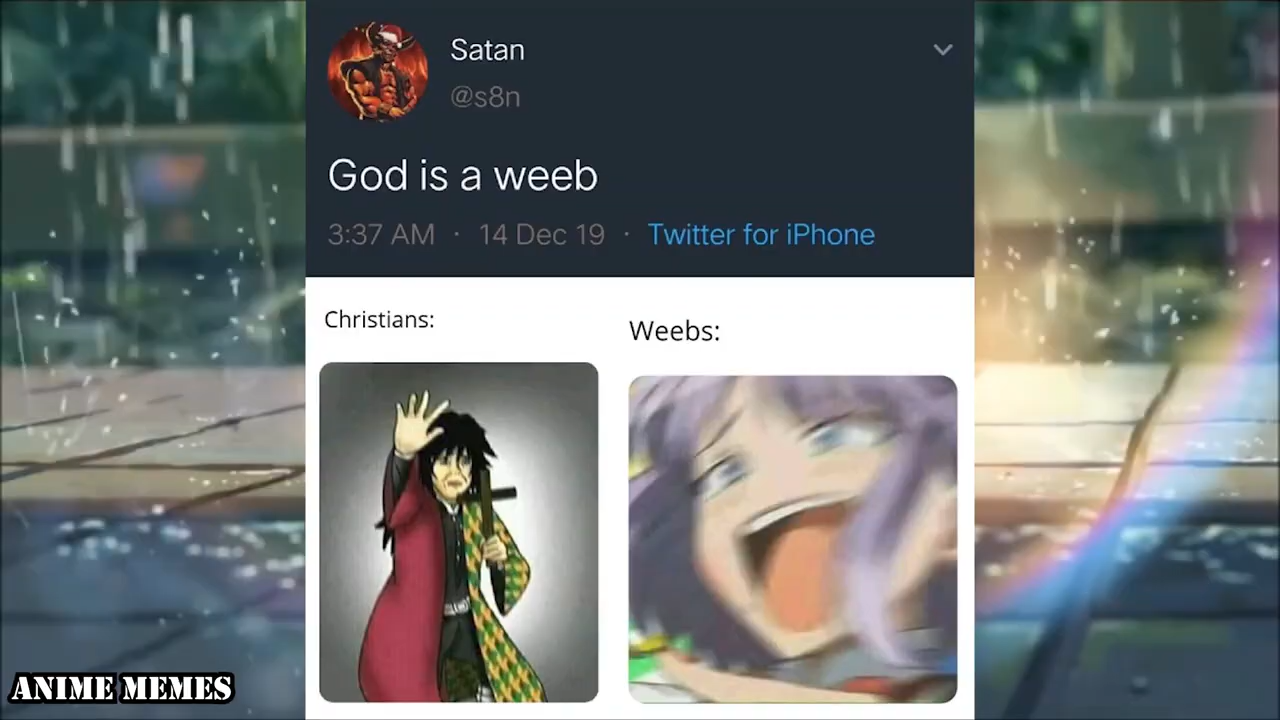 Satan
@s8n
God is a weeb
3:37 AM · 14 Dec 19 · Twitter for iPhone
Christians:
Weebs:
ANIME MEMES